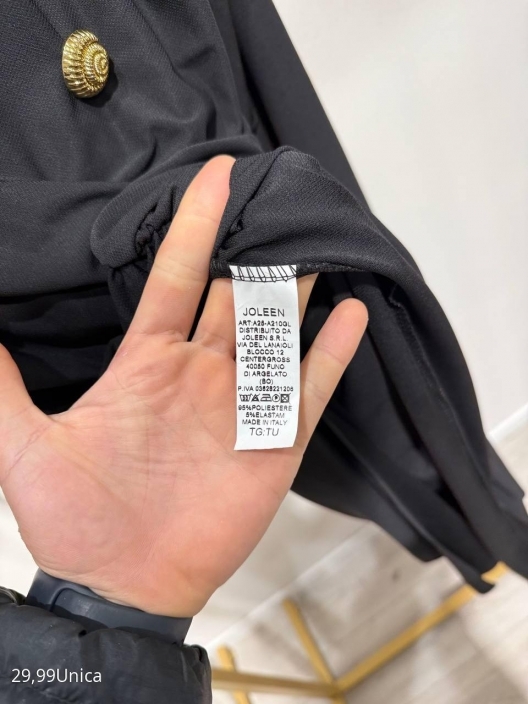 JOLEEN
ART:A25-A210GL
DISTRIBUITO DA
JOLEEN S.R.L.
VIA DEL LANAIOLI
BLOCCO 12
CENTERGROSS
40050 FUNO
DI ARGELATO
(BO)
P.IVA 03528221206
95%POLIESTERE
5%ELASTAM
MADE IN ITALY
TG:TU
29,99Unica